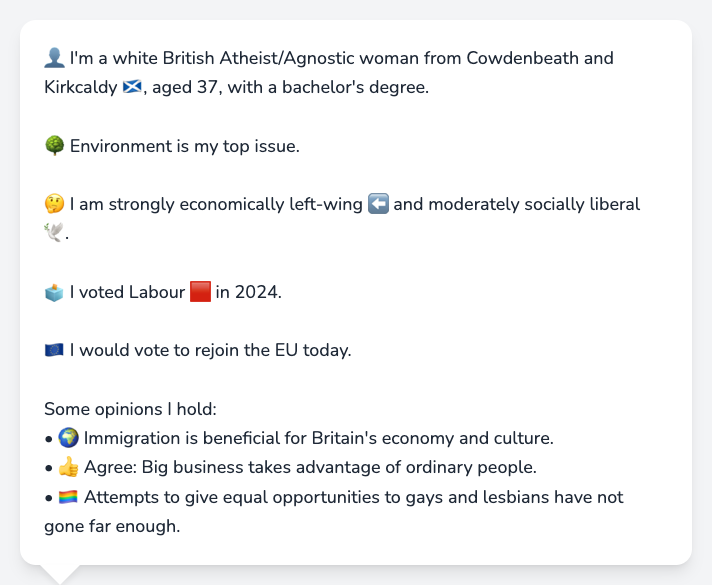 👤 I'm a white British Atheist/Agnostic woman from Cowdenbeath and
Kirkcaldy 🏴󠁧󠁢󠁳󠁣󠁴󠁿, aged 37, with a bachelor's degree.
🌳 Environment is my top issue.
🤔 I am strongly economically left-wing ⬅️ and moderately socially liberal
🕊️.
🗳️ I voted Labour 🟥 in 2024.
🇪🇺 I would vote to rejoin the EU today.
Some opinions I hold:
• 🌍 Immigration is beneficial for Britain's economy and culture.
• 👍 Agree: Big business takes advantage of ordinary people.
• 🏳️‍🌈 Attempts to give equal opportunities to gays and lesbians have not
gone far enough.